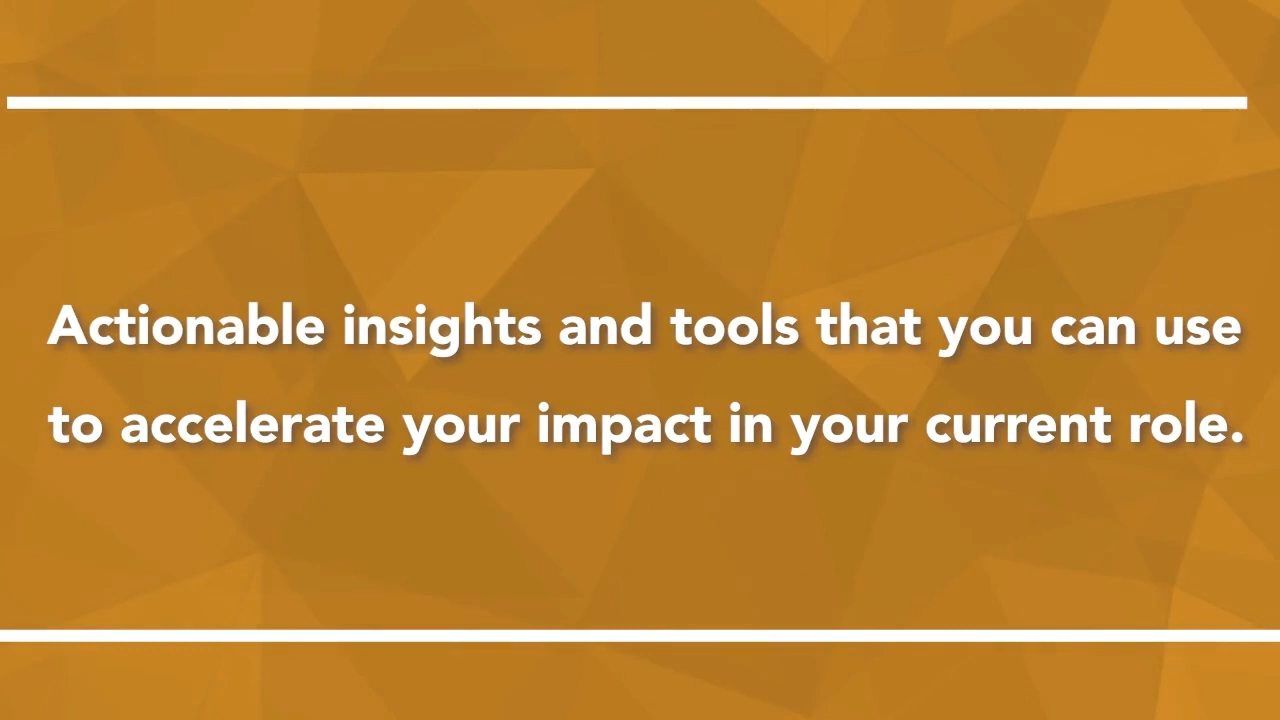 Actionable insights and tools that you can use
to accelerate your impact in your current role.